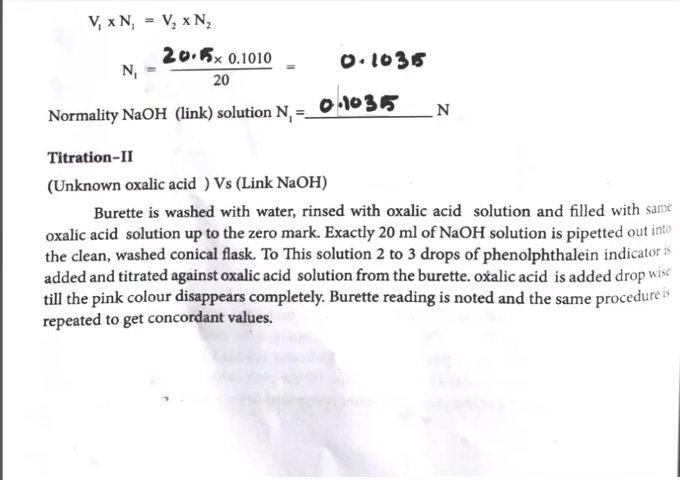 V₁ x N₁ = V₂ x N₂
N₁ = 20.5 x 0.1010 / 20 = 0.1035
Normality NaOH (link) solution N₁ = 0.1035 N
Titration-II
(Unknown oxalic acid ) Vs (Link NaOH)
Burette is washed with water, rinsed with oxalic acid solution and filled with same
oxalic acid solution up to the zero mark. Exactly 20 ml of NaOH solution is pipetted out into
the clean, washed conical flask. To This solution 2 to 3 drops of phenolphthalein indicator is
added and titrated against oxalic acid solution from the burette. oxalic acid is added drop wise
till the pink colour disappears completely. Burette reading is noted and the same procedure is
repeated to get concordant values.